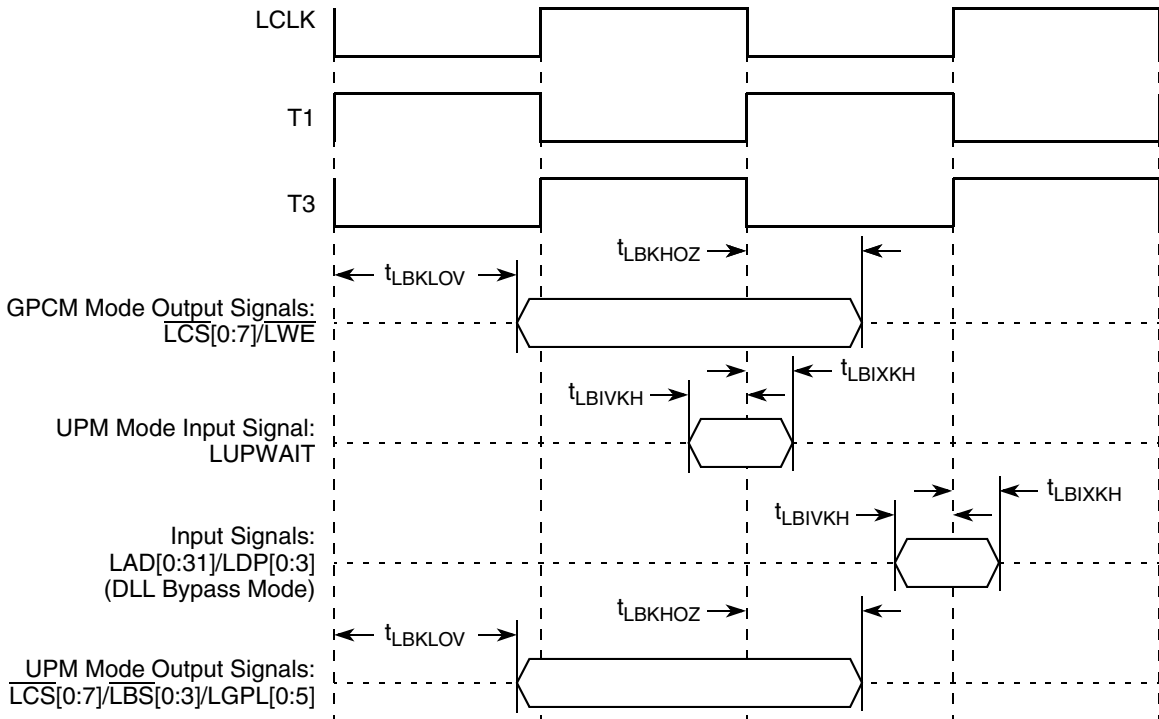 LCLK
T1
T3
tLBKHOZ
tLBKLOV
GPCM Mode Output Signals:
LCS[0:7]/LWE
tLBIXKH
tLBIVKH
UPM Mode Input Signal:
LUPWAIT
tLBIXKH
tLBIVKH
Input Signals:
LAD[0:31]/LDP[0:3]
(DLL Bypass Mode)
tLBKHOZ
tLBKLOV
UPM Mode Output Signals:
LCS[0:7]/LBS[0:3]/LGPL[0:5]